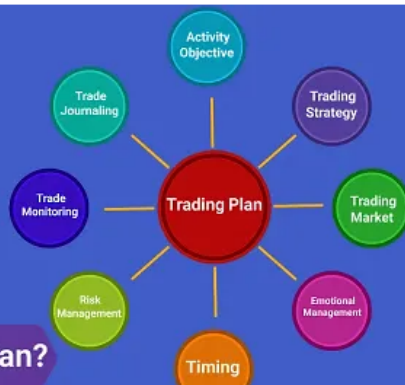 Activity
Objective
Trade
Journaling
Trading
Strategy
Trade
Monitoring
Trading Plan
Trading
Market
Risk
Management
Emotional
Management
an?
Timing